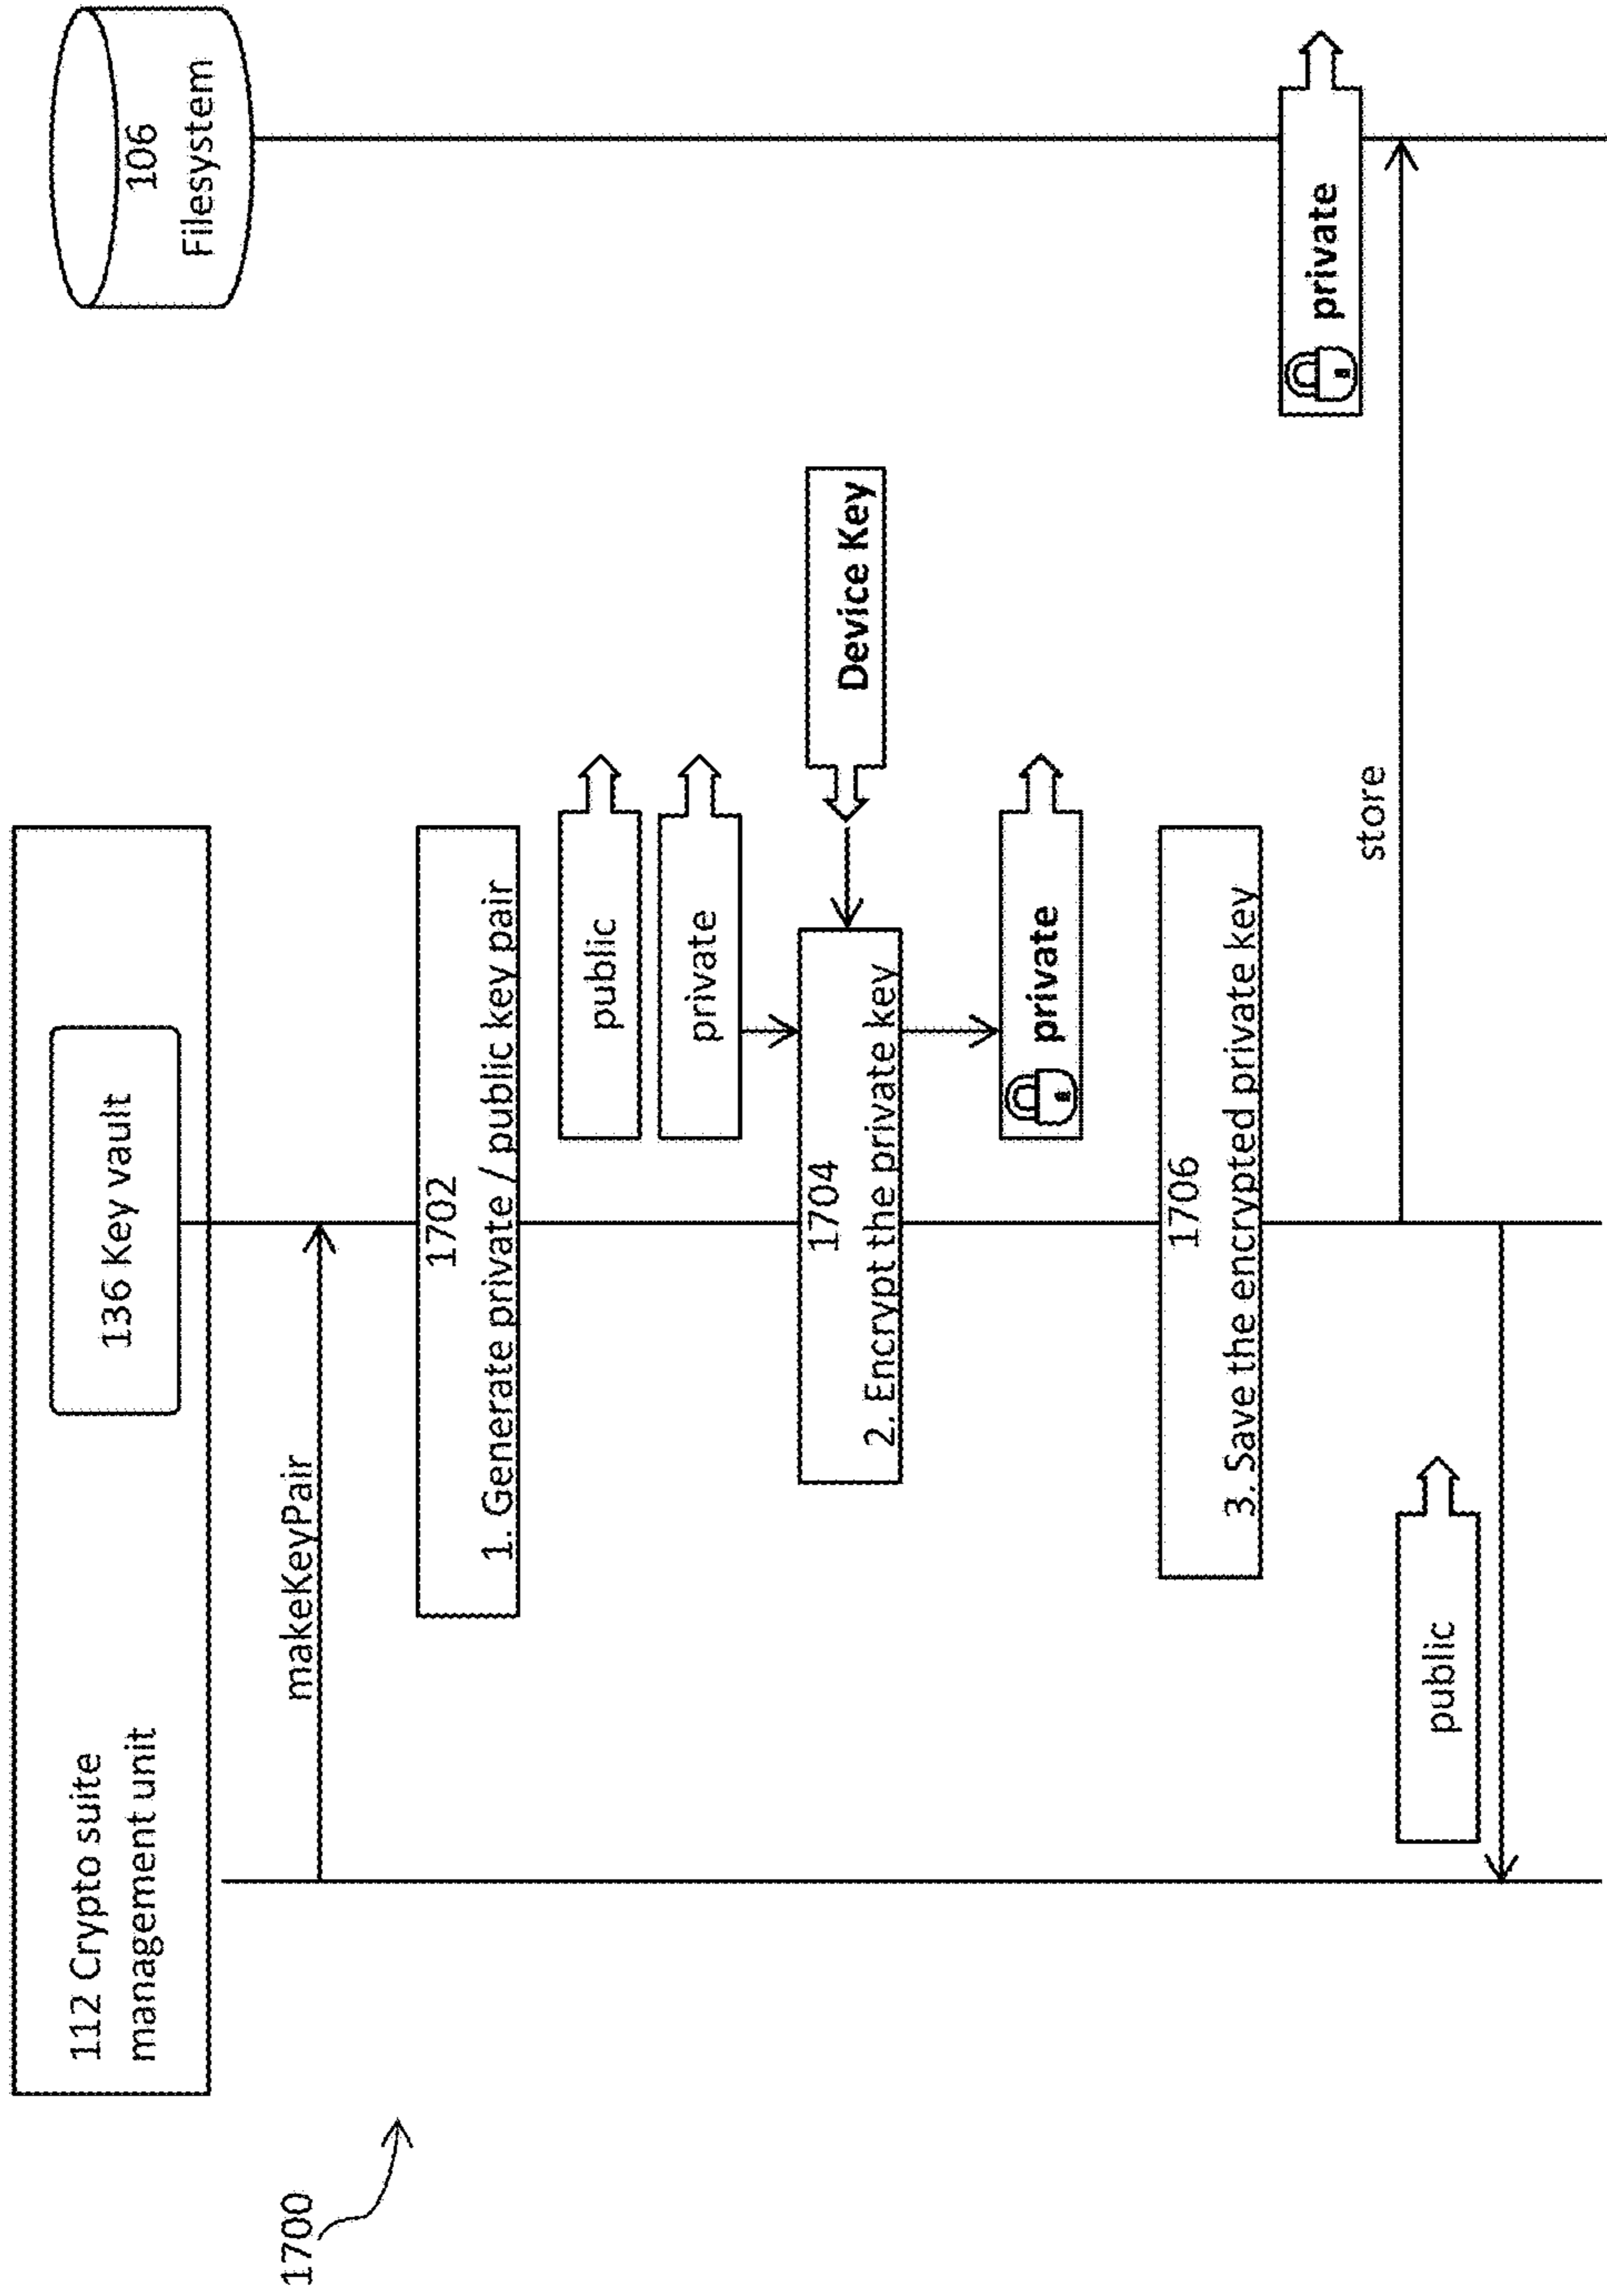 1700
112 Crypto suite
management unit
136 Key vault
106
Filesystem
makeKeyPair
1702
1. Generate private / public key pair
public
private
1704
2. Encrypt the private key
Device Key
private
1706
3. Save the encrypted private key
private
store
public